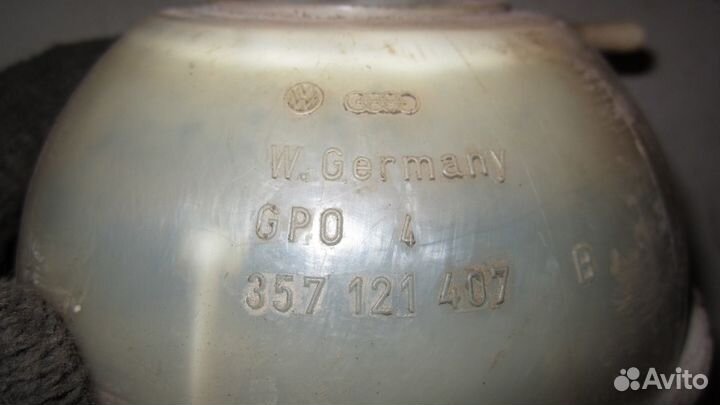 W. Germany
GPO 4
357 121 407 B
Avito